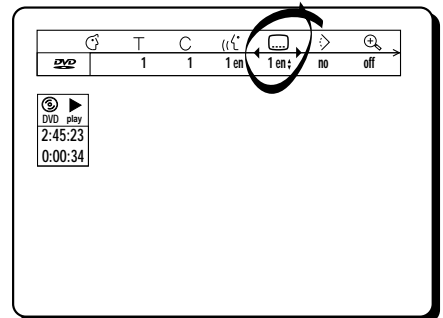 T C
DVD 1 1 1 en 1 en no off
DVD play
2:45:23
0:00:34